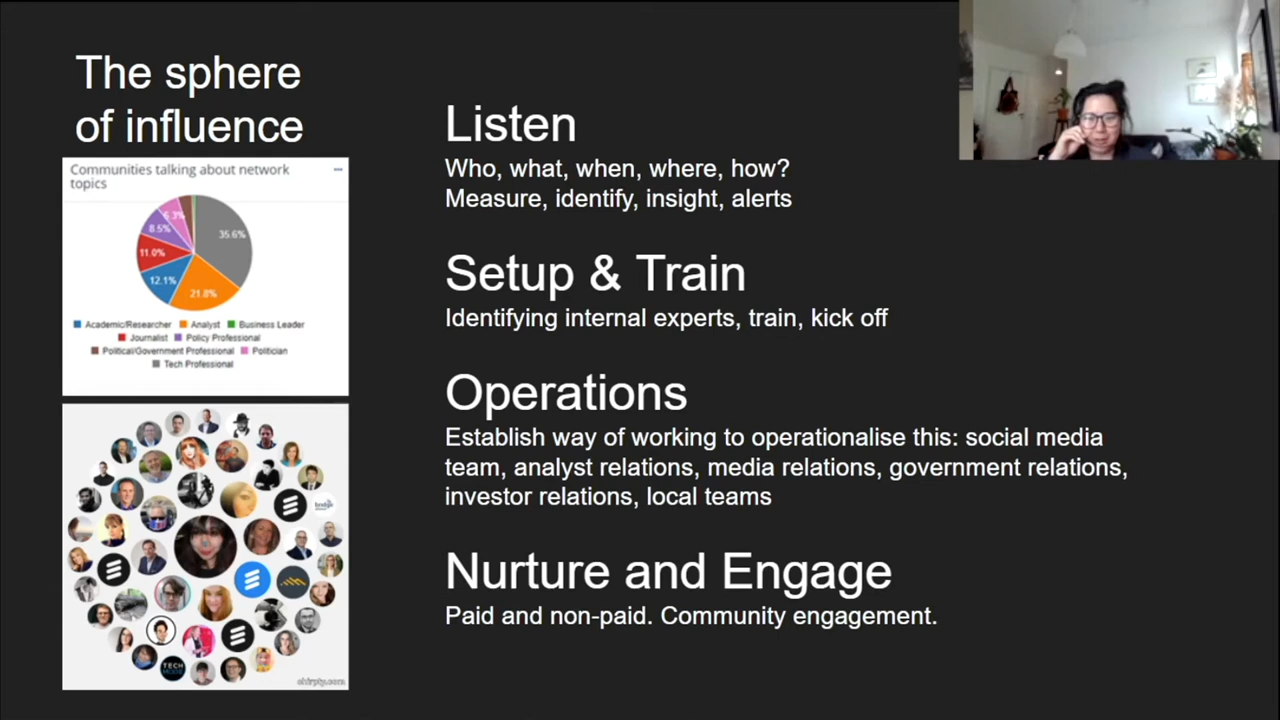 The sphere
of influence
Communities talking about network
topics
35.6%
21.8%
12.1%
11.0%
8.5%
6.3%
Academic/Researcher Analyst Business Leader
Journalist Policy Professional
Political/Government Professional Politician
Tech Professional
TECH
chirpty.com
Listen
Who, what, when, where, how?
Measure, identify, insight, alerts
Setup & Train
Identifying internal experts, train, kick off
Operations
Establish way of working to operationalise this: social media
team, analyst relations, media relations, government relations,
investor relations, local teams
Nurture and Engage
Paid and non-paid. Community engagement.